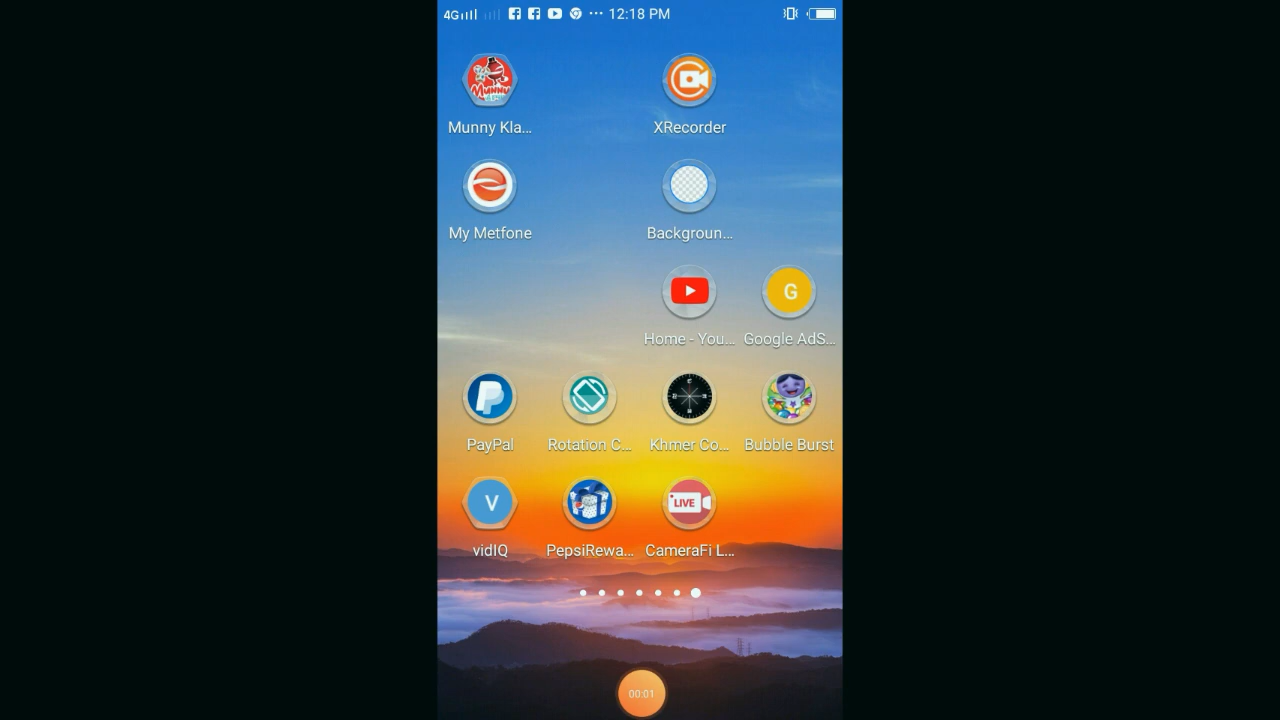 4G 12:18 PM
MUNNY
Munny Kla... XRecorder
My Metfone Backgroun...
G
Home - You... Google AdS...
PayPal Rotation C... Khmer Co... Bubble Burst
V LIVE
vidIQ PepsiRewa... CameraFi L...
00:01